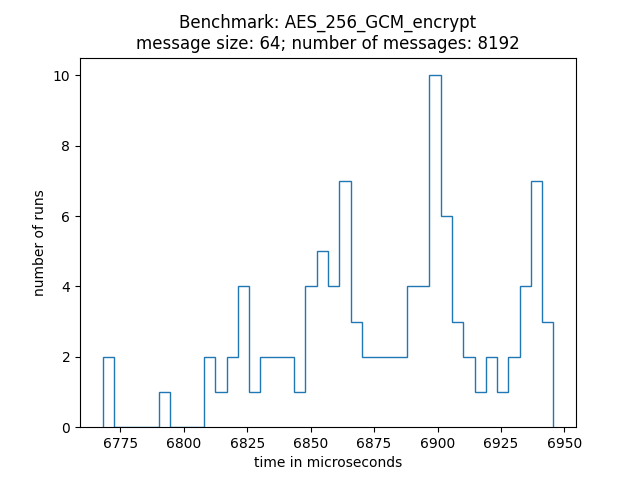 Benchmark: AES_256_GCM_encrypt
message size: 64; number of messages: 8192
number of runs
10
8
6
4
2
0
6775 6800 6825 6850 6875 6900 6925 6950
time in microseconds